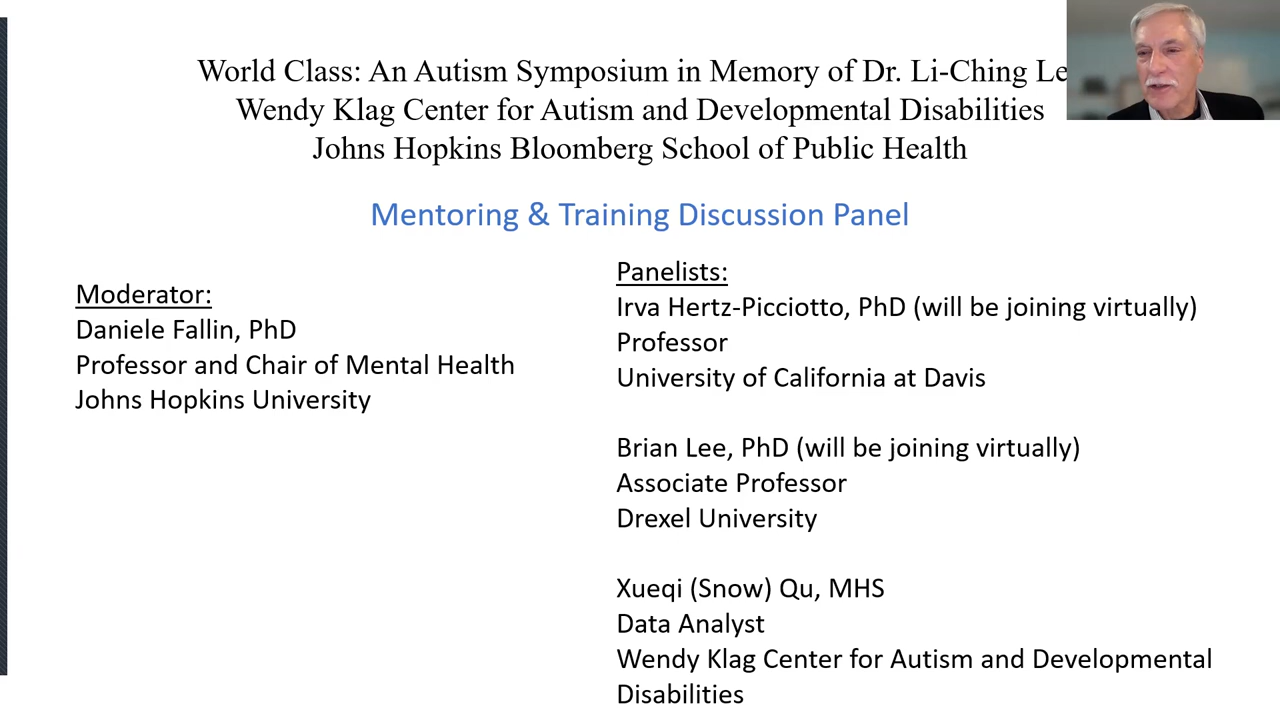 World Class: An Autism Symposium in Memory of Dr. Li-Ching Le
Wendy Klag Center for Autism and Developmental Disabilities
Johns Hopkins Bloomberg School of Public Health
Mentoring & Training Discussion Panel
Moderator:
Daniele Fallin, PhD
Professor and Chair of Mental Health
Johns Hopkins University
Panelists:
Irva Hertz-Picciotto, PhD (will be joining virtually)
Professor
University of California at Davis
Brian Lee, PhD (will be joining virtually)
Associate Professor
Drexel University
Xueqi (Snow) Qu, MHS
Data Analyst
Wendy Klag Center for Autism and Developmental
Disabilities